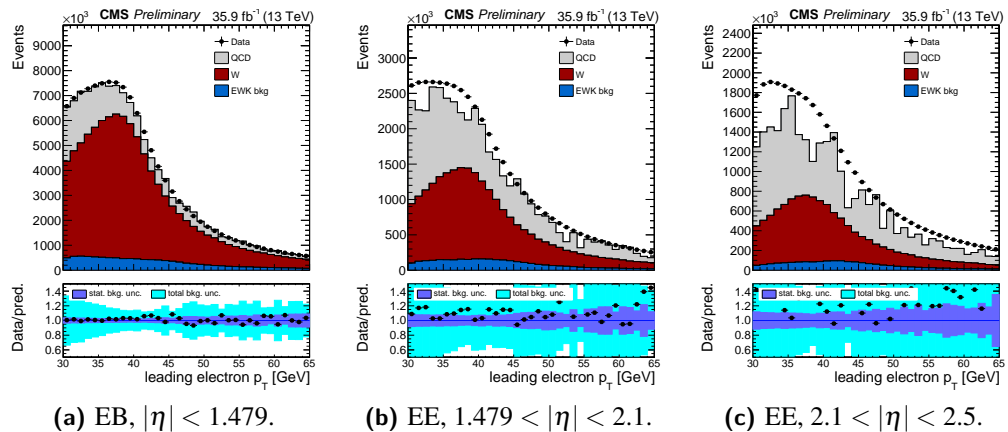 CMS Preliminary 35.9 fb⁻¹ (13 TeV)
×10³
Events
9000
8000
7000
6000
5000
4000
3000
2000
1000
0
Data
QCD
W
EWK bkg
Data/pred.
1.4
1.2
1.0
0.8
0.6
stat. bkg. unc. total bkg. unc.
30 35 40 45 50 55 60 65
leading electron p_T [GeV]
(a) EB, |η| < 1.479.
CMS Preliminary 35.9 fb⁻¹ (13 TeV)
×10³
Events
3000
2500
2000
1500
1000
500
0
Data
QCD
W
EWK bkg
Data/pred.
1.4
1.2
1.0
0.8
0.6
stat. bkg. unc. total bkg. unc.
30 35 40 45 50 55 60 65
leading electron p_T [GeV]
(b) EE, 1.479 < |η| < 2.1.
CMS Preliminary 35.9 fb⁻¹ (13 TeV)
×10³
Events
2400
2200
2000
1800
1600
1400
1200
1000
800
600
400
200
0
Data
QCD
W
EWK bkg
Data/pred.
1.4
1.2
1.0
0.8
0.6
stat. bkg. unc. total bkg. unc.
30 35 40 45 50 55 60 65
leading electron p_T [GeV]
(c) EE, 2.1 < |η| < 2.5.